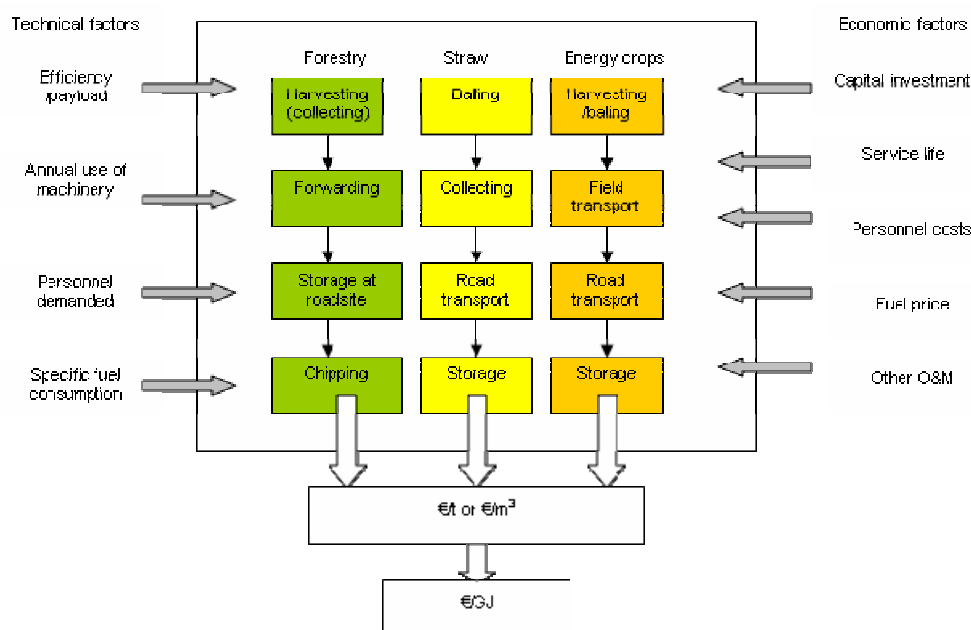 Technical factors
Economic factors
Forestry
Straw
Energy crops
Efficiency
/payload
Harvesting
(collecting)
Baling
Harvesting
/baling
Capital investment
Annual use of
machinery
Forwarding
Collecting
Field
transport
Service life
Personnel costs
Personnel
demanded
Storage at
roadsite
Road
transport
Road
transport
Fuel price
Specific fuel
consumption
Chipping
Storage
Storage
Other O&M
€/t or €/m³
€/GJ